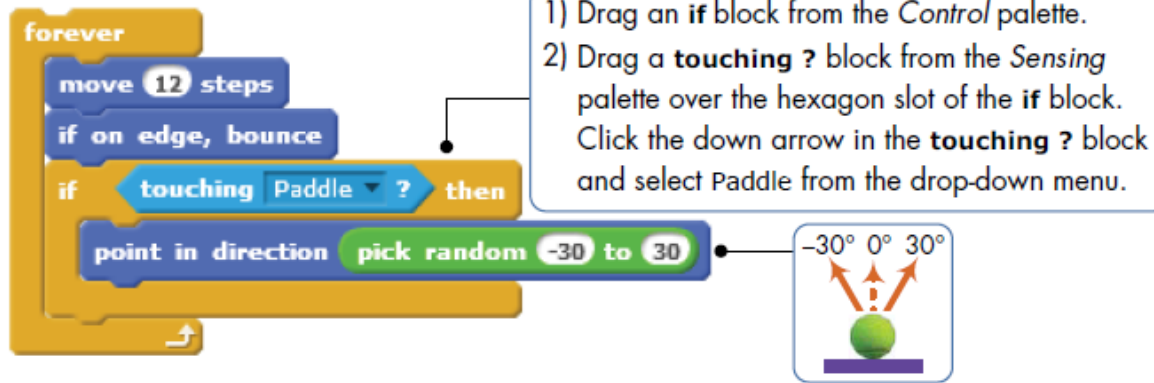 forever
move 12 steps
if on edge, bounce
if touching Paddle ? then
point in direction pick random -30 to 30
1) Drag an if block from the Control palette.
2) Drag a touching ? block from the Sensing
palette over the hexagon slot of the if block.
Click the down arrow in the touching ? block
and select Paddle from the drop-down menu.
–30° 0° 30°